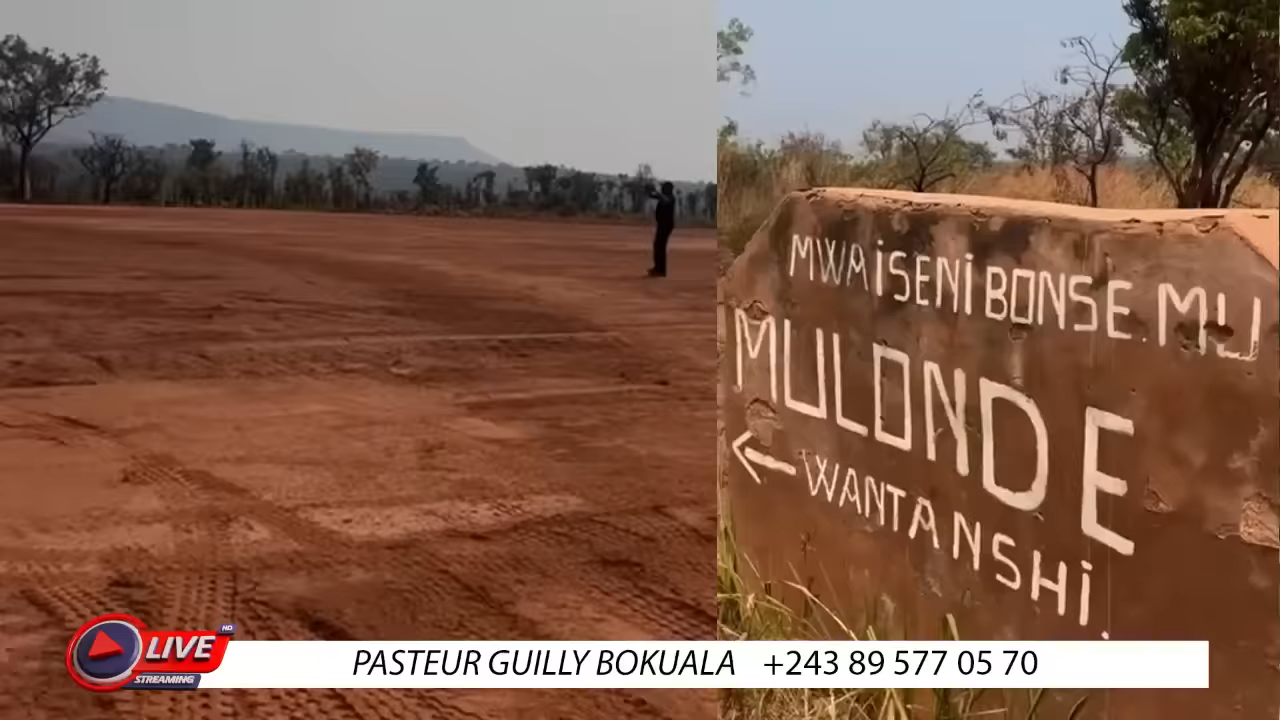 MWAiSENi BONSE.MU
MULONDE
← WANTANSHi.
HD
LIVE
STREAMING
PASTEUR GUILLY BOKUALA +243 89 577 05 70